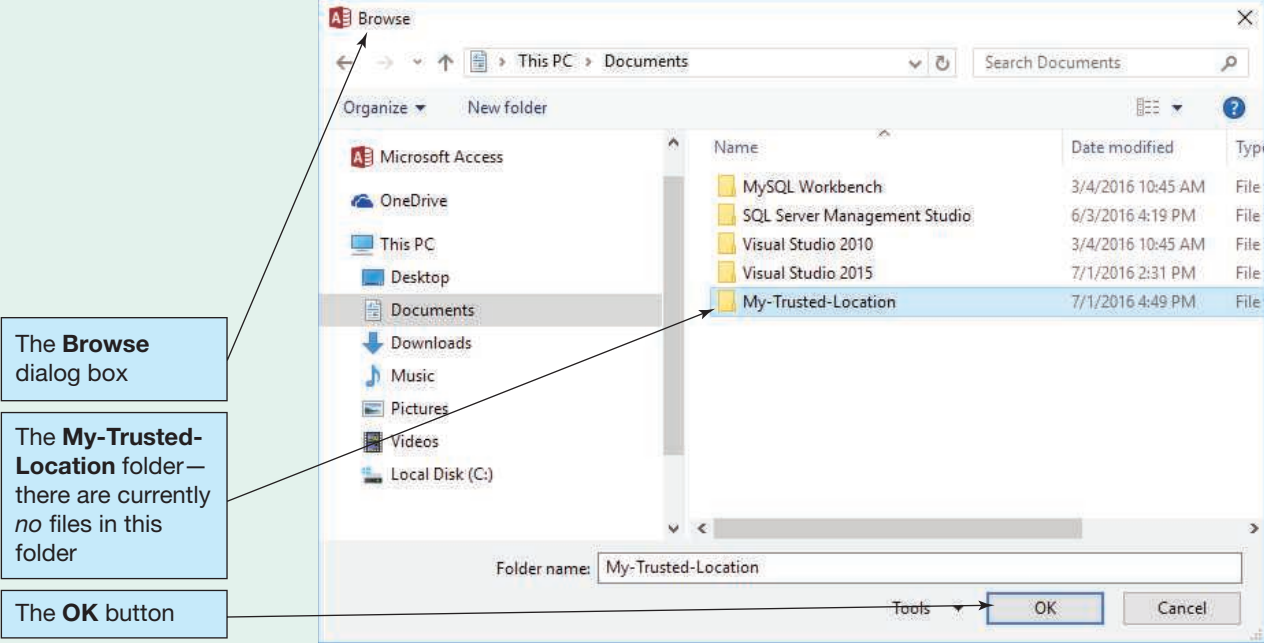 Browse
This PC > Documents
Search Documents
Organize
New folder
Microsoft Access
OneDrive
This PC
Desktop
Documents
Downloads
Music
Pictures
Videos
Local Disk (C:)
Name Date modified Type
MySQL Workbench 3/4/2016 10:45 AM File
SQL Server Management Studio 6/3/2016 4:19 PM File
Visual Studio 2010 3/4/2016 10:45 AM File
Visual Studio 2015 7/1/2016 2:31 PM File
My-Trusted-Location 7/1/2016 4:49 PM File
Folder name: My-Trusted-Location
Tools OK Cancel
The Browse
dialog box
The My-Trusted-
Location folder—
there are currently
no files in this
folder
The OK button